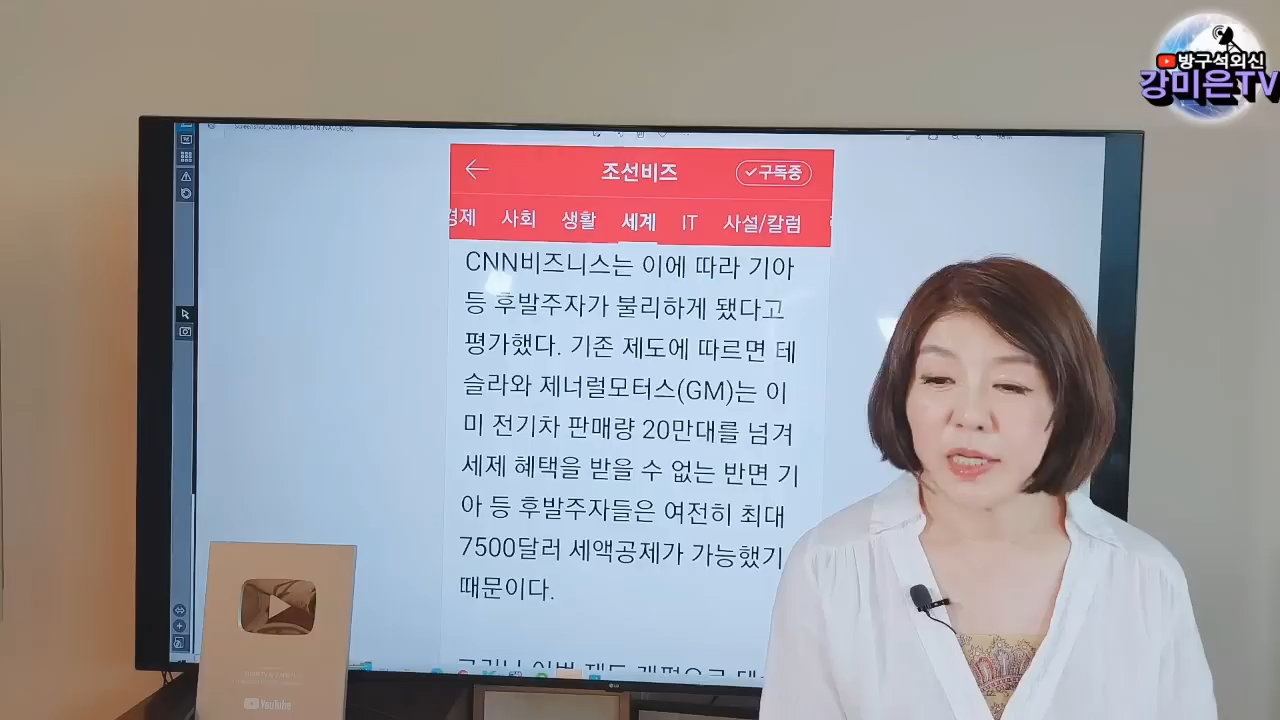 방구석외신
강미은TV
조선비즈
구독중
경제 사회 생활 세계 IT 사설/칼럼
CNN비즈니스는 이에 따라 기아
등 후발주자가 불리하게 됐다고
평가했다. 기존 제도에 따르면 테
슬라와 제너럴모터스(GM)는 이
미 전기차 판매량 20만대를 넘겨
세제 혜택을 받을 수 없는 반면 기
아 등 후발주자들은 여전히 최대
7500달러 세액공제가 가능했기
때문이다.
YouTube
LG